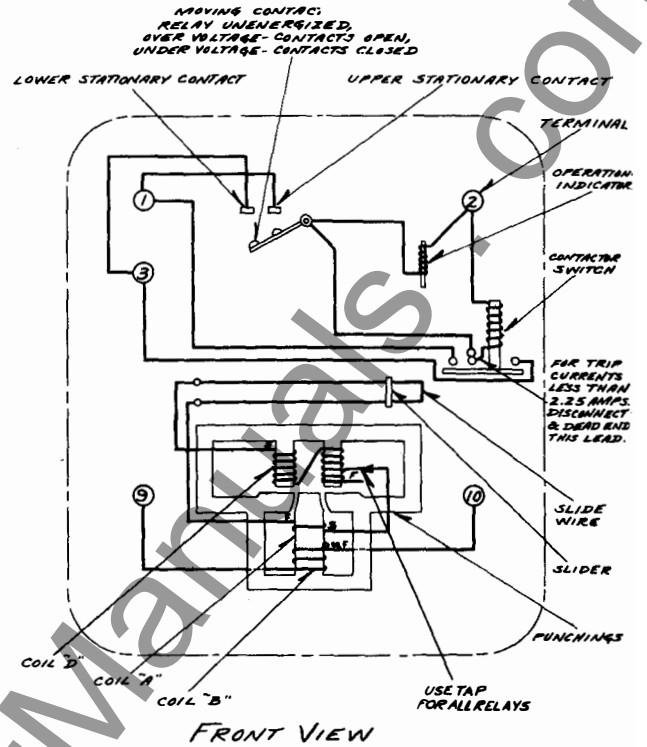 MOVING CONTAC
RELAY UNENERGIZED,
OVER VOLTAGE-CONTACTS OPEN,
UNDER VOLTAGE-CONTACTS CLOSED
LOWER STATIONARY CONTACT
UPPER STATIONARY CONTACT
TERMINAL
OPERATION
INDICATOR
1
2
3
CONTACTOR
SWITCH
FOR TRIP
CURRENTS
LESS THAN
2.25 AMPS.
DISCONNECT
& DEAD END
THIS LEAD.
S
F
F
S
F
9
10
SLIDE
WIRE
SLIDER
PUNCHINGS
COIL "D"
COIL "A"
COIL "B"
USE TAP
FOR ALL RELAYS
FRONT VIEW
Manuals.com